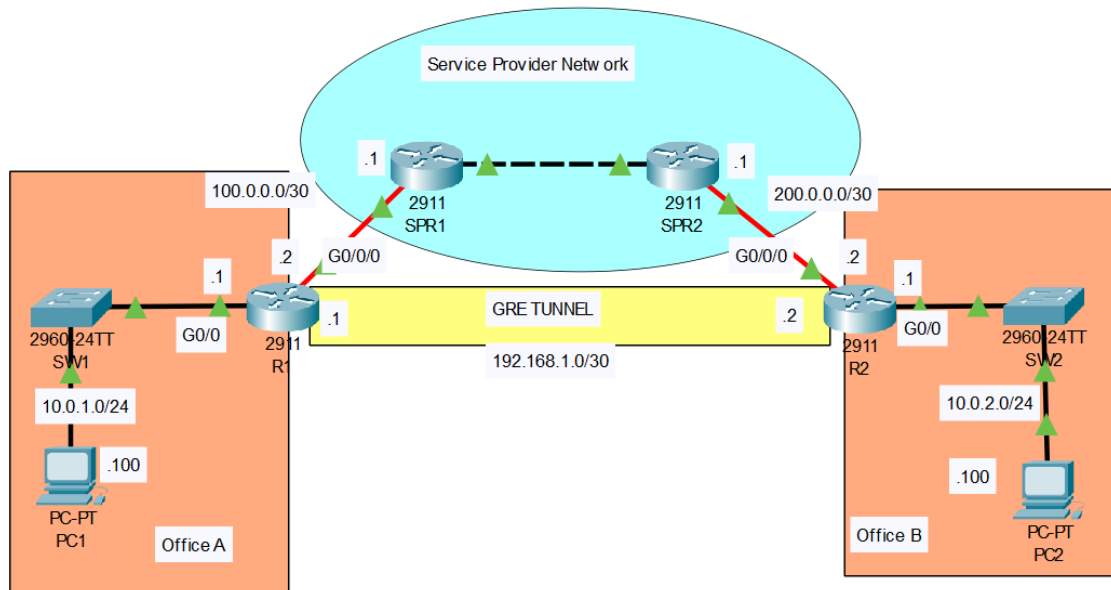 Service Provider Network
.1
.1
100.0.0.0/30
200.0.0.0/30
2911
SPR1
2911
SPR2
.2
G0/0/0
G0/0/0
.2
.1
.1
GRE TUNNEL
.1
.2
G0/0
G0/0
2960-24TT
SW1
2911
R1
192.168.1.0/30
2911
R2
2960-24TT
SW2
10.0.1.0/24
10.0.2.0/24
.100
.100
PC-PT
PC1
PC-PT
PC2
Office A
Office B